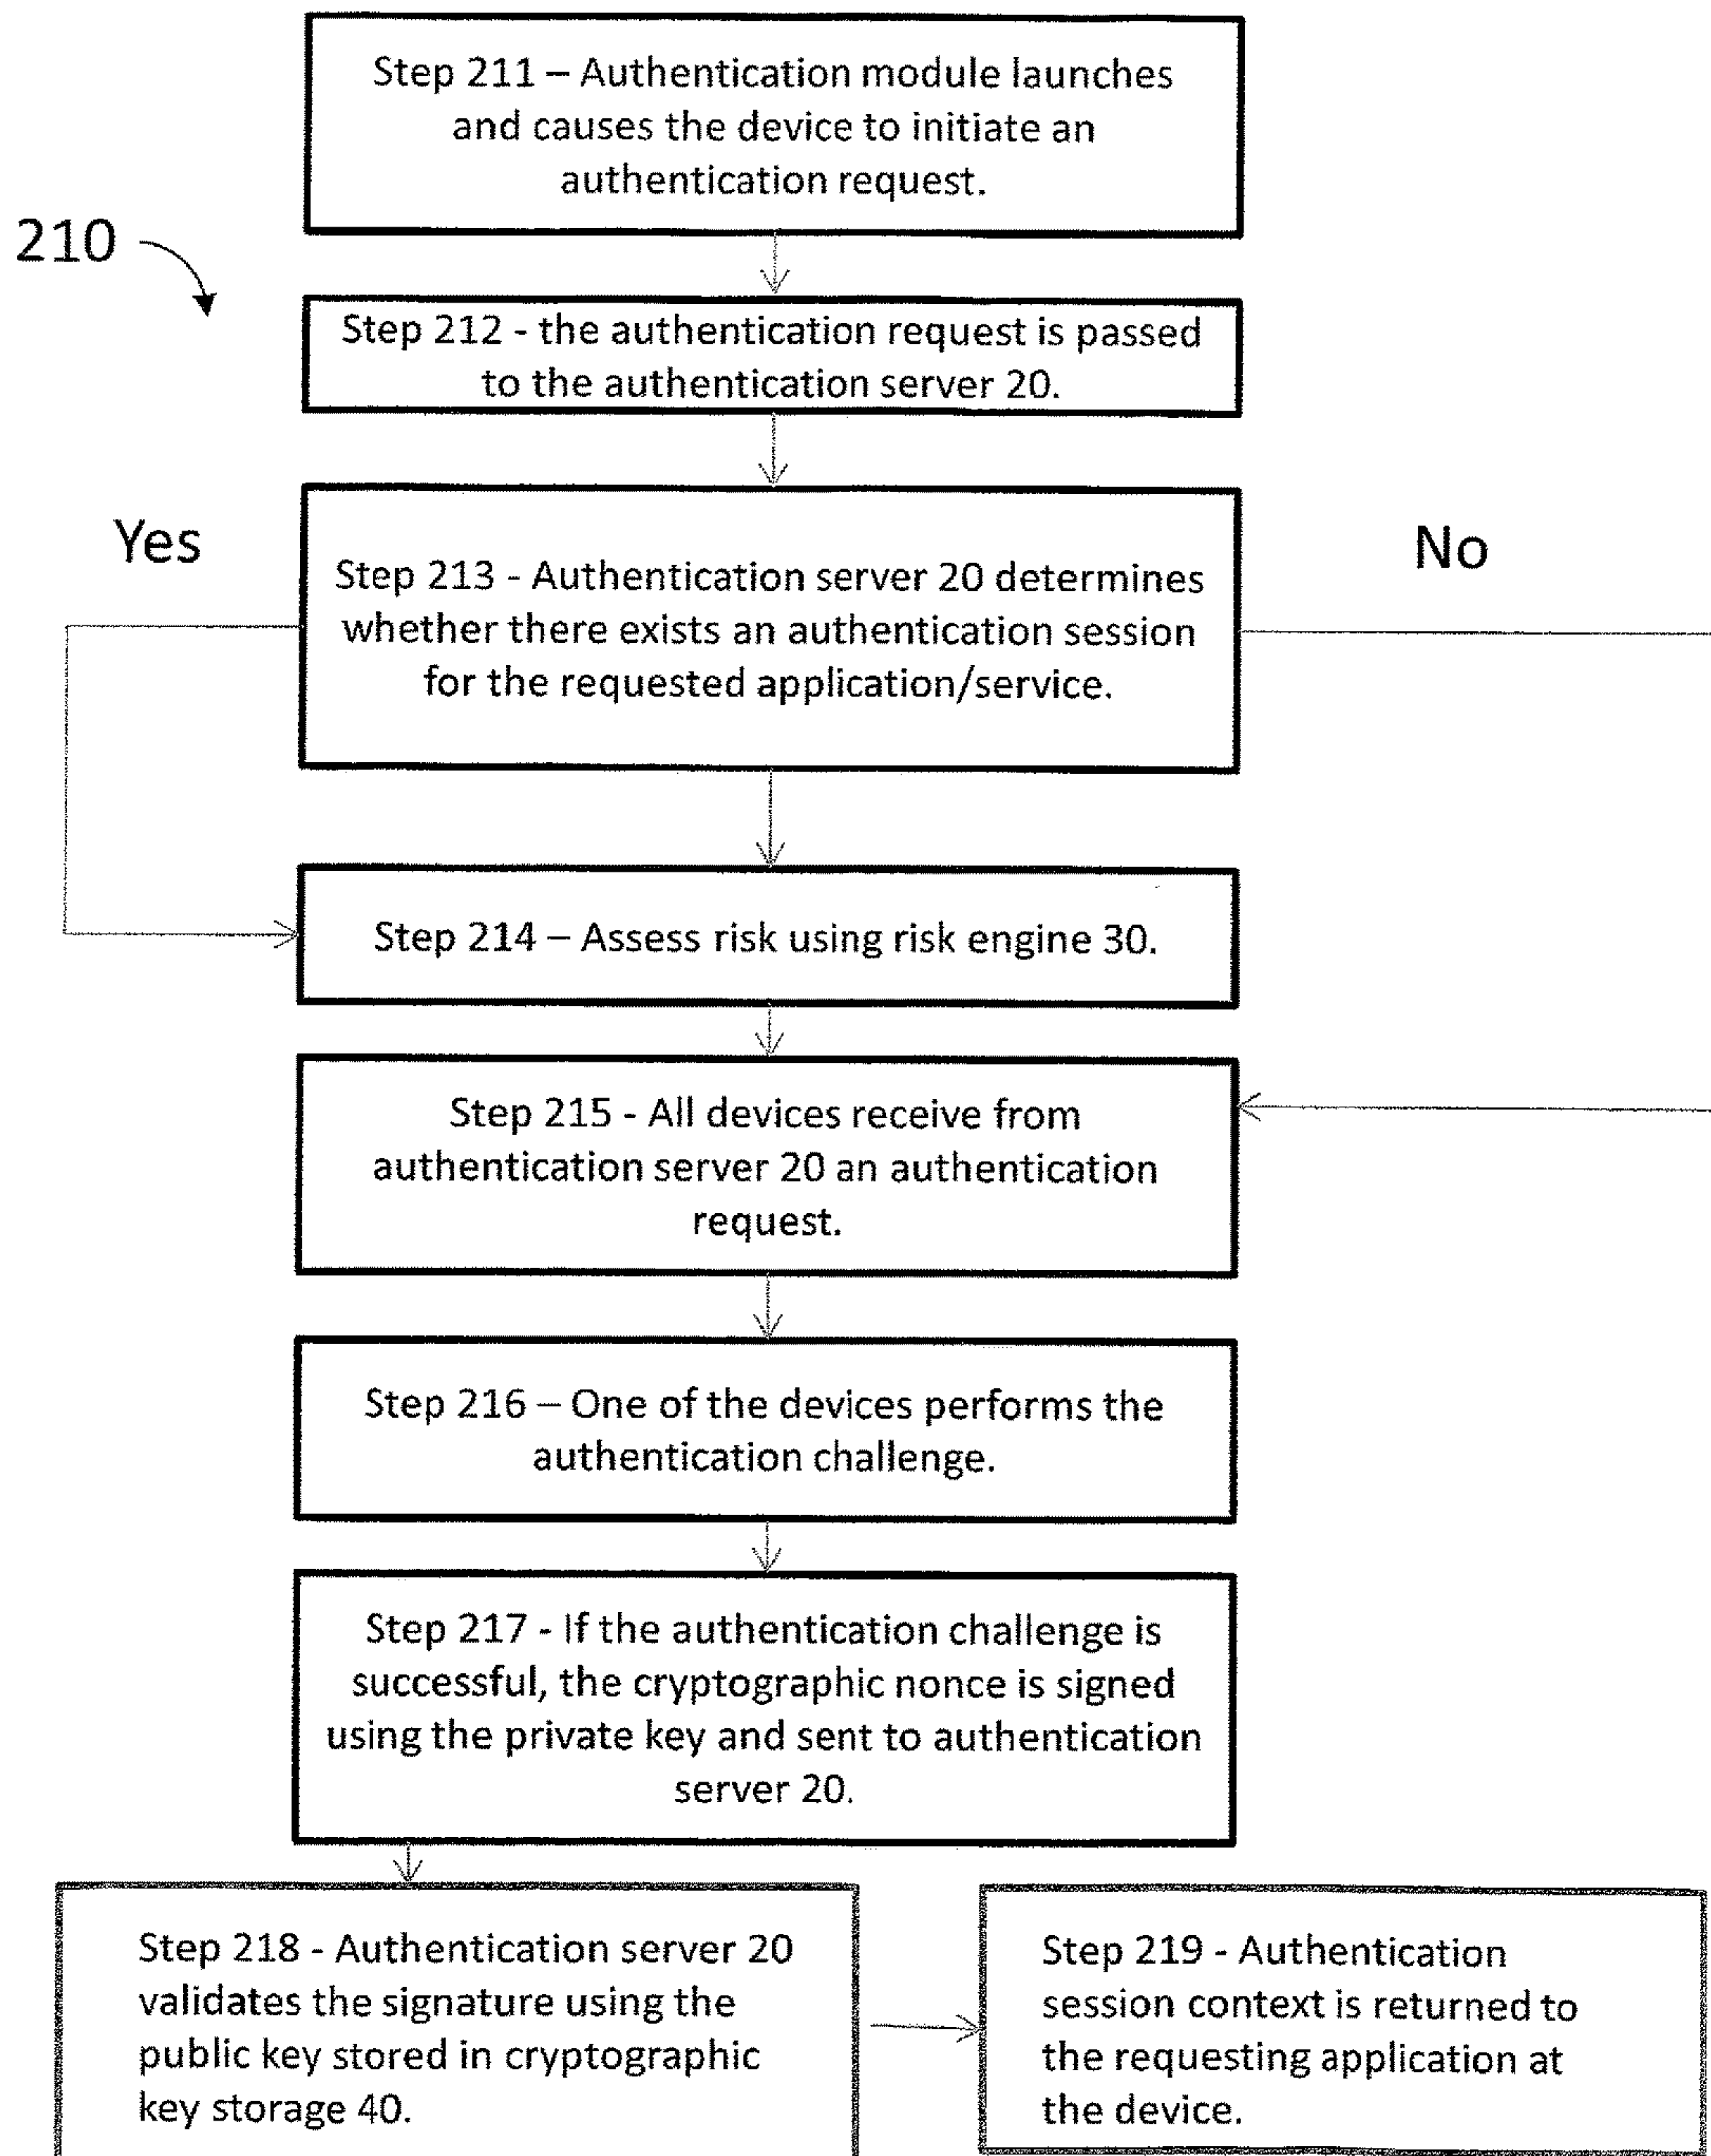 Step 211 – Authentication module launches
and causes the device to initiate an
authentication request.
210
Step 212 - the authentication request is passed
to the authentication server 20.
Yes
No
Step 213 - Authentication server 20 determines
whether there exists an authentication session
for the requested application/service.
Step 214 – Assess risk using risk engine 30.
Step 215 - All devices receive from
authentication server 20 an authentication
request.
Step 216 – One of the devices performs the
authentication challenge.
Step 217 - If the authentication challenge is
successful, the cryptographic nonce is signed
using the private key and sent to authentication
server 20.
Step 218 - Authentication server 20
validates the signature using the
public key stored in cryptographic
key storage 40.
Step 219 - Authentication
session context is returned to
the requesting application at
the device.